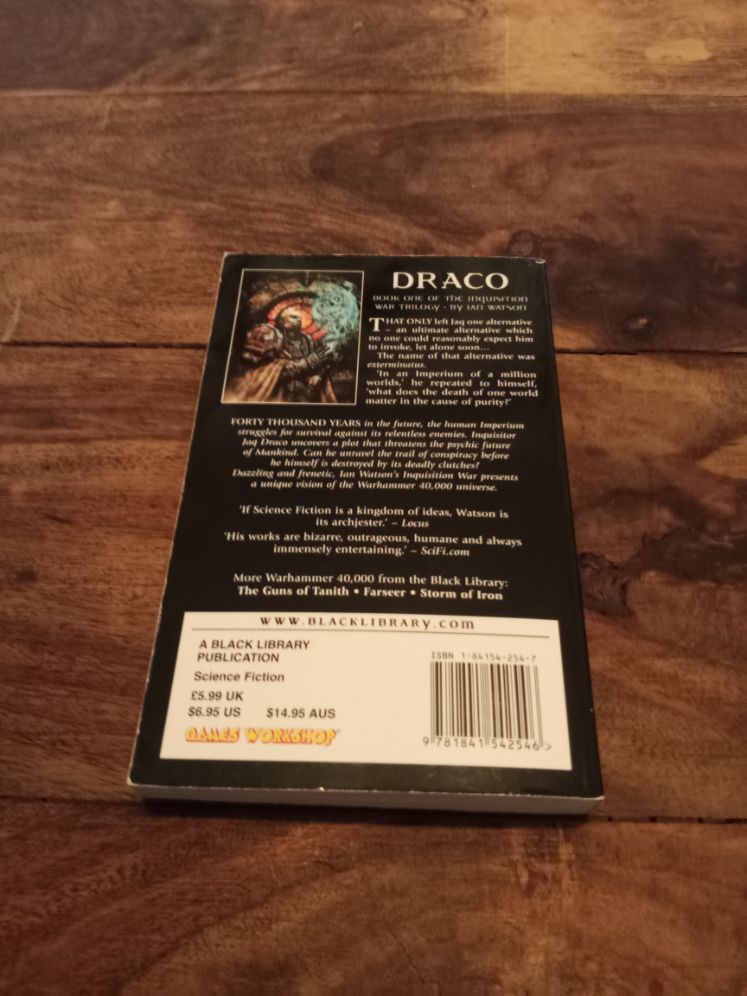 DRACO
BOOK ONE OF THE INQUISITION
WAR TRILOGY • BY IAN WATSON
THAT ONLY left Jaq one alternative
– an ultimate alternative which
no one could reasonably expect him
to invoke, let alone soon...
The name of that alternative was
exterminatus.
'In an Imperium of a million
worlds,' he repeated to himself,
'what does the death of one world
matter in the cause of purity?'
FORTY THOUSAND YEARS in the future, the human Imperium
struggles for survival against its relentless enemies. Inquisitor
Jaq Draco uncovers a plot that threatens the psychic future
of Mankind. Can he unravel the trail of conspiracy before
he himself is destroyed by its deadly clutches?
Dazzling and frenetic, Ian Watson's Inquisition War presents
a unique vision of the Warhammer 40,000 universe.
'If Science Fiction is a kingdom of ideas, Watson is
its archjester.' – Locus
'His works are bizarre, outrageous, humane and always
immensely entertaining.' – SciFi.com
More Warhammer 40,000 from the Black Library:
The Guns of Tanith • Farseer • Storm of Iron
WWW.BLACKLIBRARY.COM
A BLACK LIBRARY
PUBLICATION
Science Fiction
£5.99 UK
$6.95 US $14.95 AUS
GAMES WORKSHOP
ISBN 1-84154-254-7
9 781841 542546 >